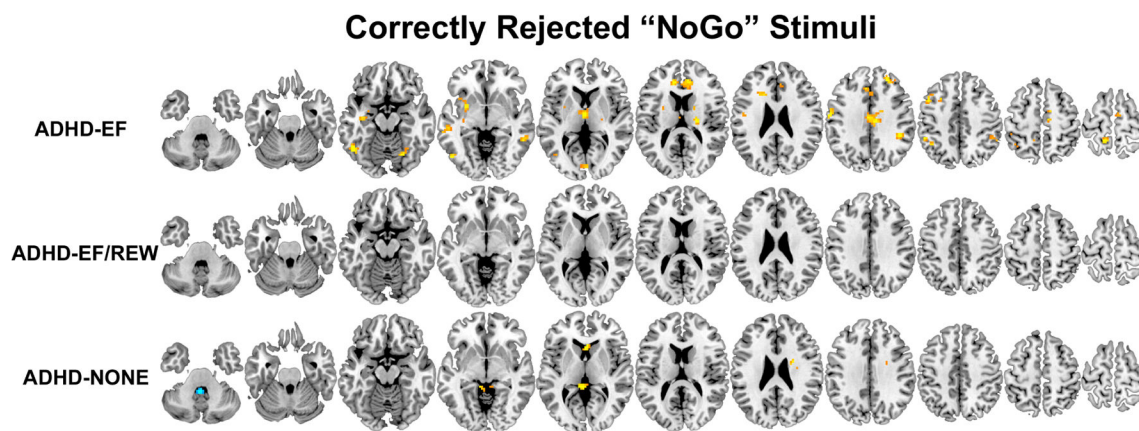 Correctly Rejected “NoGo” Stimuli
ADHD-EF
ADHD-EF/REW
ADHD-NONE